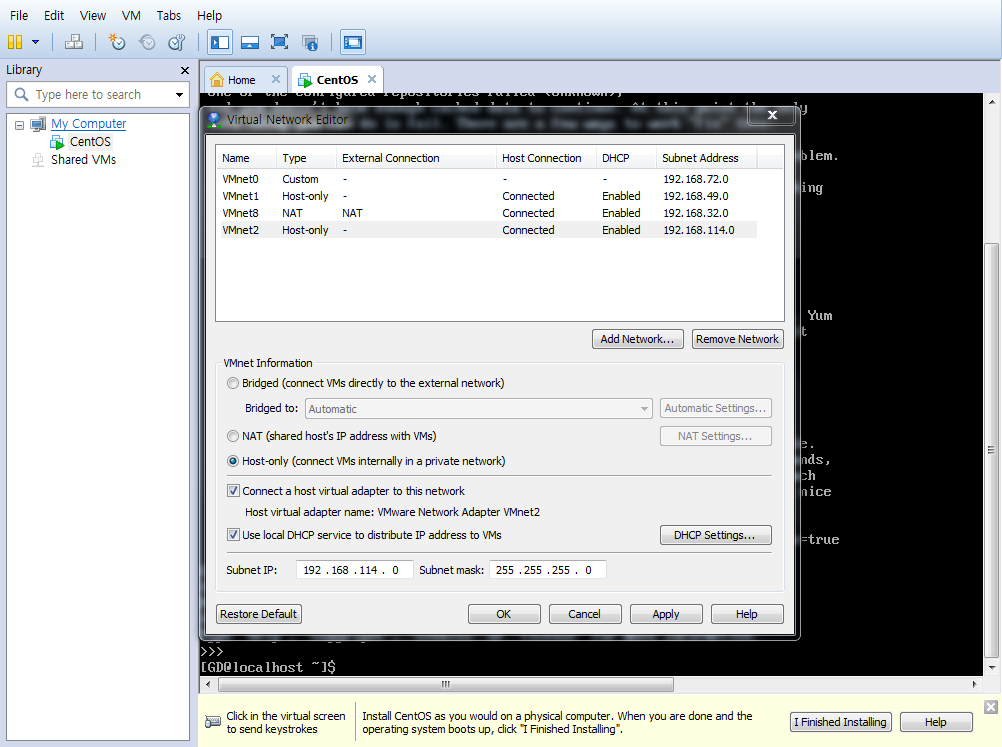 File Edit View VM Tabs Help
Library
Home
CentOS
Type here to search
My Computer
CentOS
Shared VMs
One of the configured repositories failed (Unknown),
Virtual Network Editor
blem.
ing
Yum
t
e.
nds,
ch
nice
=true
Name Type External Connection Host Connection DHCP Subnet Address
VMnet0 Custom - - - 192.168.72.0
VMnet1 Host-only - Connected Enabled 192.168.49.0
VMnet8 NAT NAT Connected Enabled 192.168.32.0
VMnet2 Host-only - Connected Enabled 192.168.114.0
Add Network... Remove Network
VMnet Information
Bridged (connect VMs directly to the external network)
Bridged to: Automatic Automatic Settings...
NAT (shared host's IP address with VMs) NAT Settings...
Host-only (connect VMs internally in a private network)
Connect a host virtual adapter to this network
Host virtual adapter name: VMware Network Adapter VMnet2
Use local DHCP service to distribute IP address to VMs DHCP Settings...
Subnet IP: 192 . 168 . 114 . 0 Subnet mask: 255 . 255 . 255 . 0
Restore Default OK Cancel Apply Help
>>>
[GD@localhost ~]$
Click in the virtual screen
to send keystrokes
Install CentOS as you would on a physical computer. When you are done and the
operating system boots up, click "I Finished Installing".
I Finished Installing Help